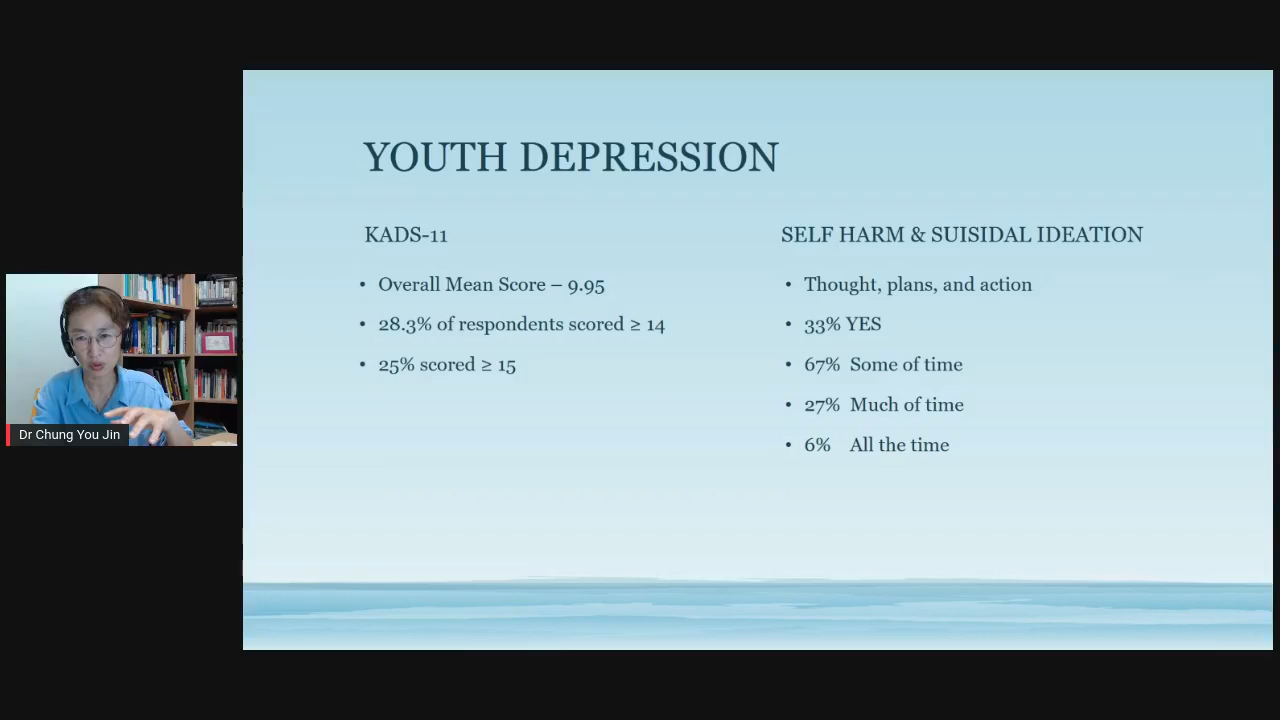 YOUTH DEPRESSION
KADS-11
• Overall Mean Score – 9.95
• 28.3% of respondents scored ≥ 14
• 25% scored ≥ 15
SELF HARM & SUISIDAL IDEATION
• Thought, plans, and action
• 33% YES
• 67% Some of time
• 27% Much of time
• 6% All the time
Dr Chung You Jin